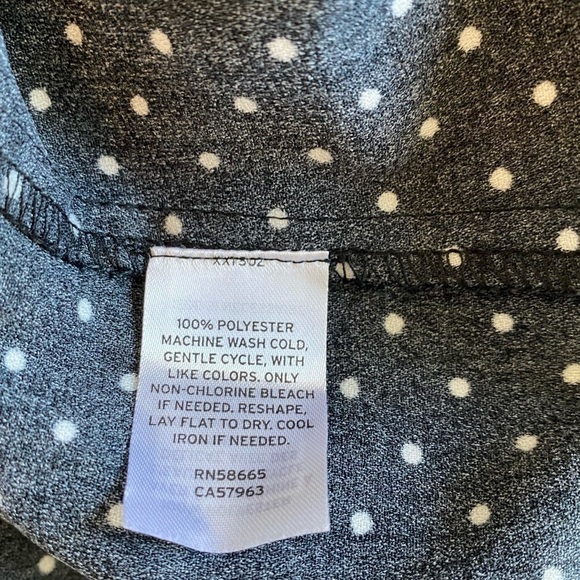 100% POLYESTER
MACHINE WASH COLD,
GENTLE CYCLE, WITH
LIKE COLORS. ONLY
NON-CHLORINE BLEACH
IF NEEDED. RESHAPE,
LAY FLAT TO DRY. COOL
IRON IF NEEDED.
RN58665
CA57963